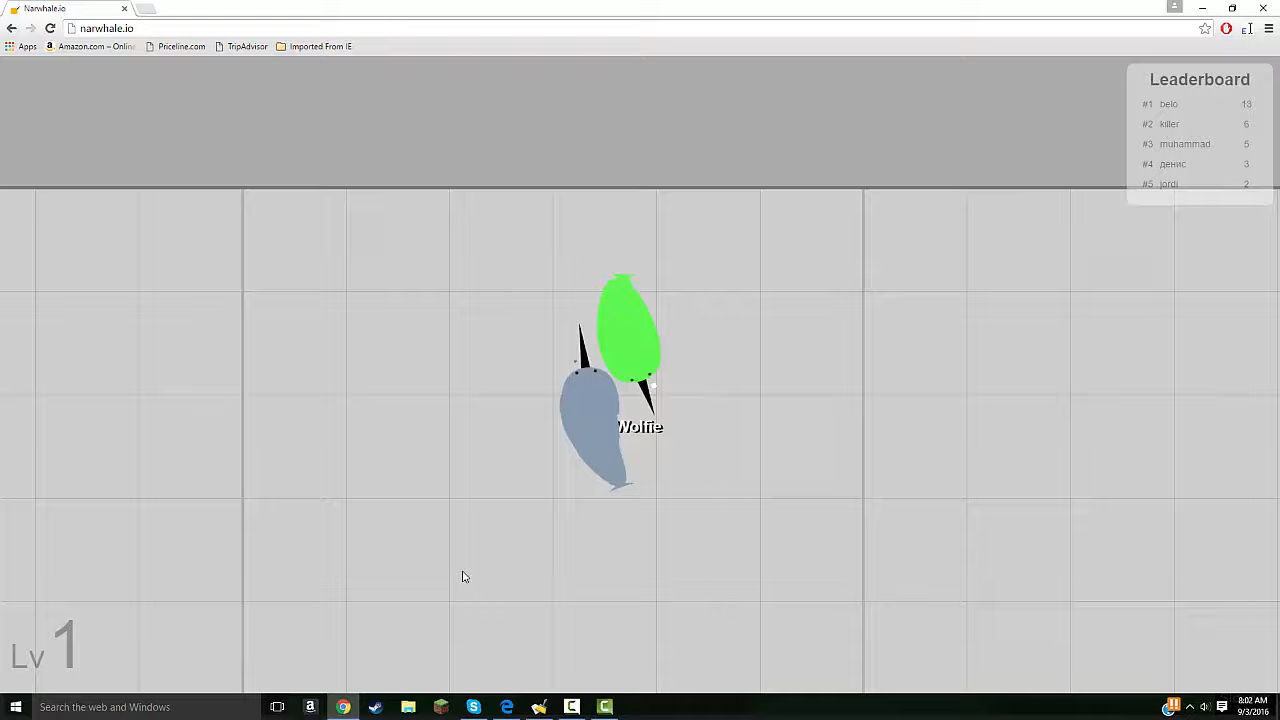 Narwhale.io
narwhale.io
Apps Amazon.com – Online Priceline.com TripAdvisor Imported From IE
Leaderboard
#1 belo 13
#2 killer 6
#3 muhammad 5
#4 денис 3
#5 jordi 2
Wolfie
Lv 1
Search the web and Windows
8:02 AM
9/3/2016